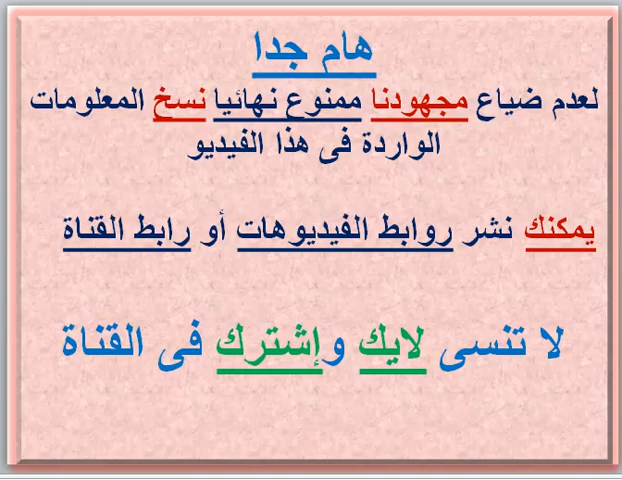 هام جدا
لعدم ضياع مجهودنا ممنوع نهائيا نسخ المعلومات
الواردة فى هذا الفيديو
يمكنك نشر روابط الفيديوهات أو رابط القناة
لا تنسى لايك وإشترك فى القناة